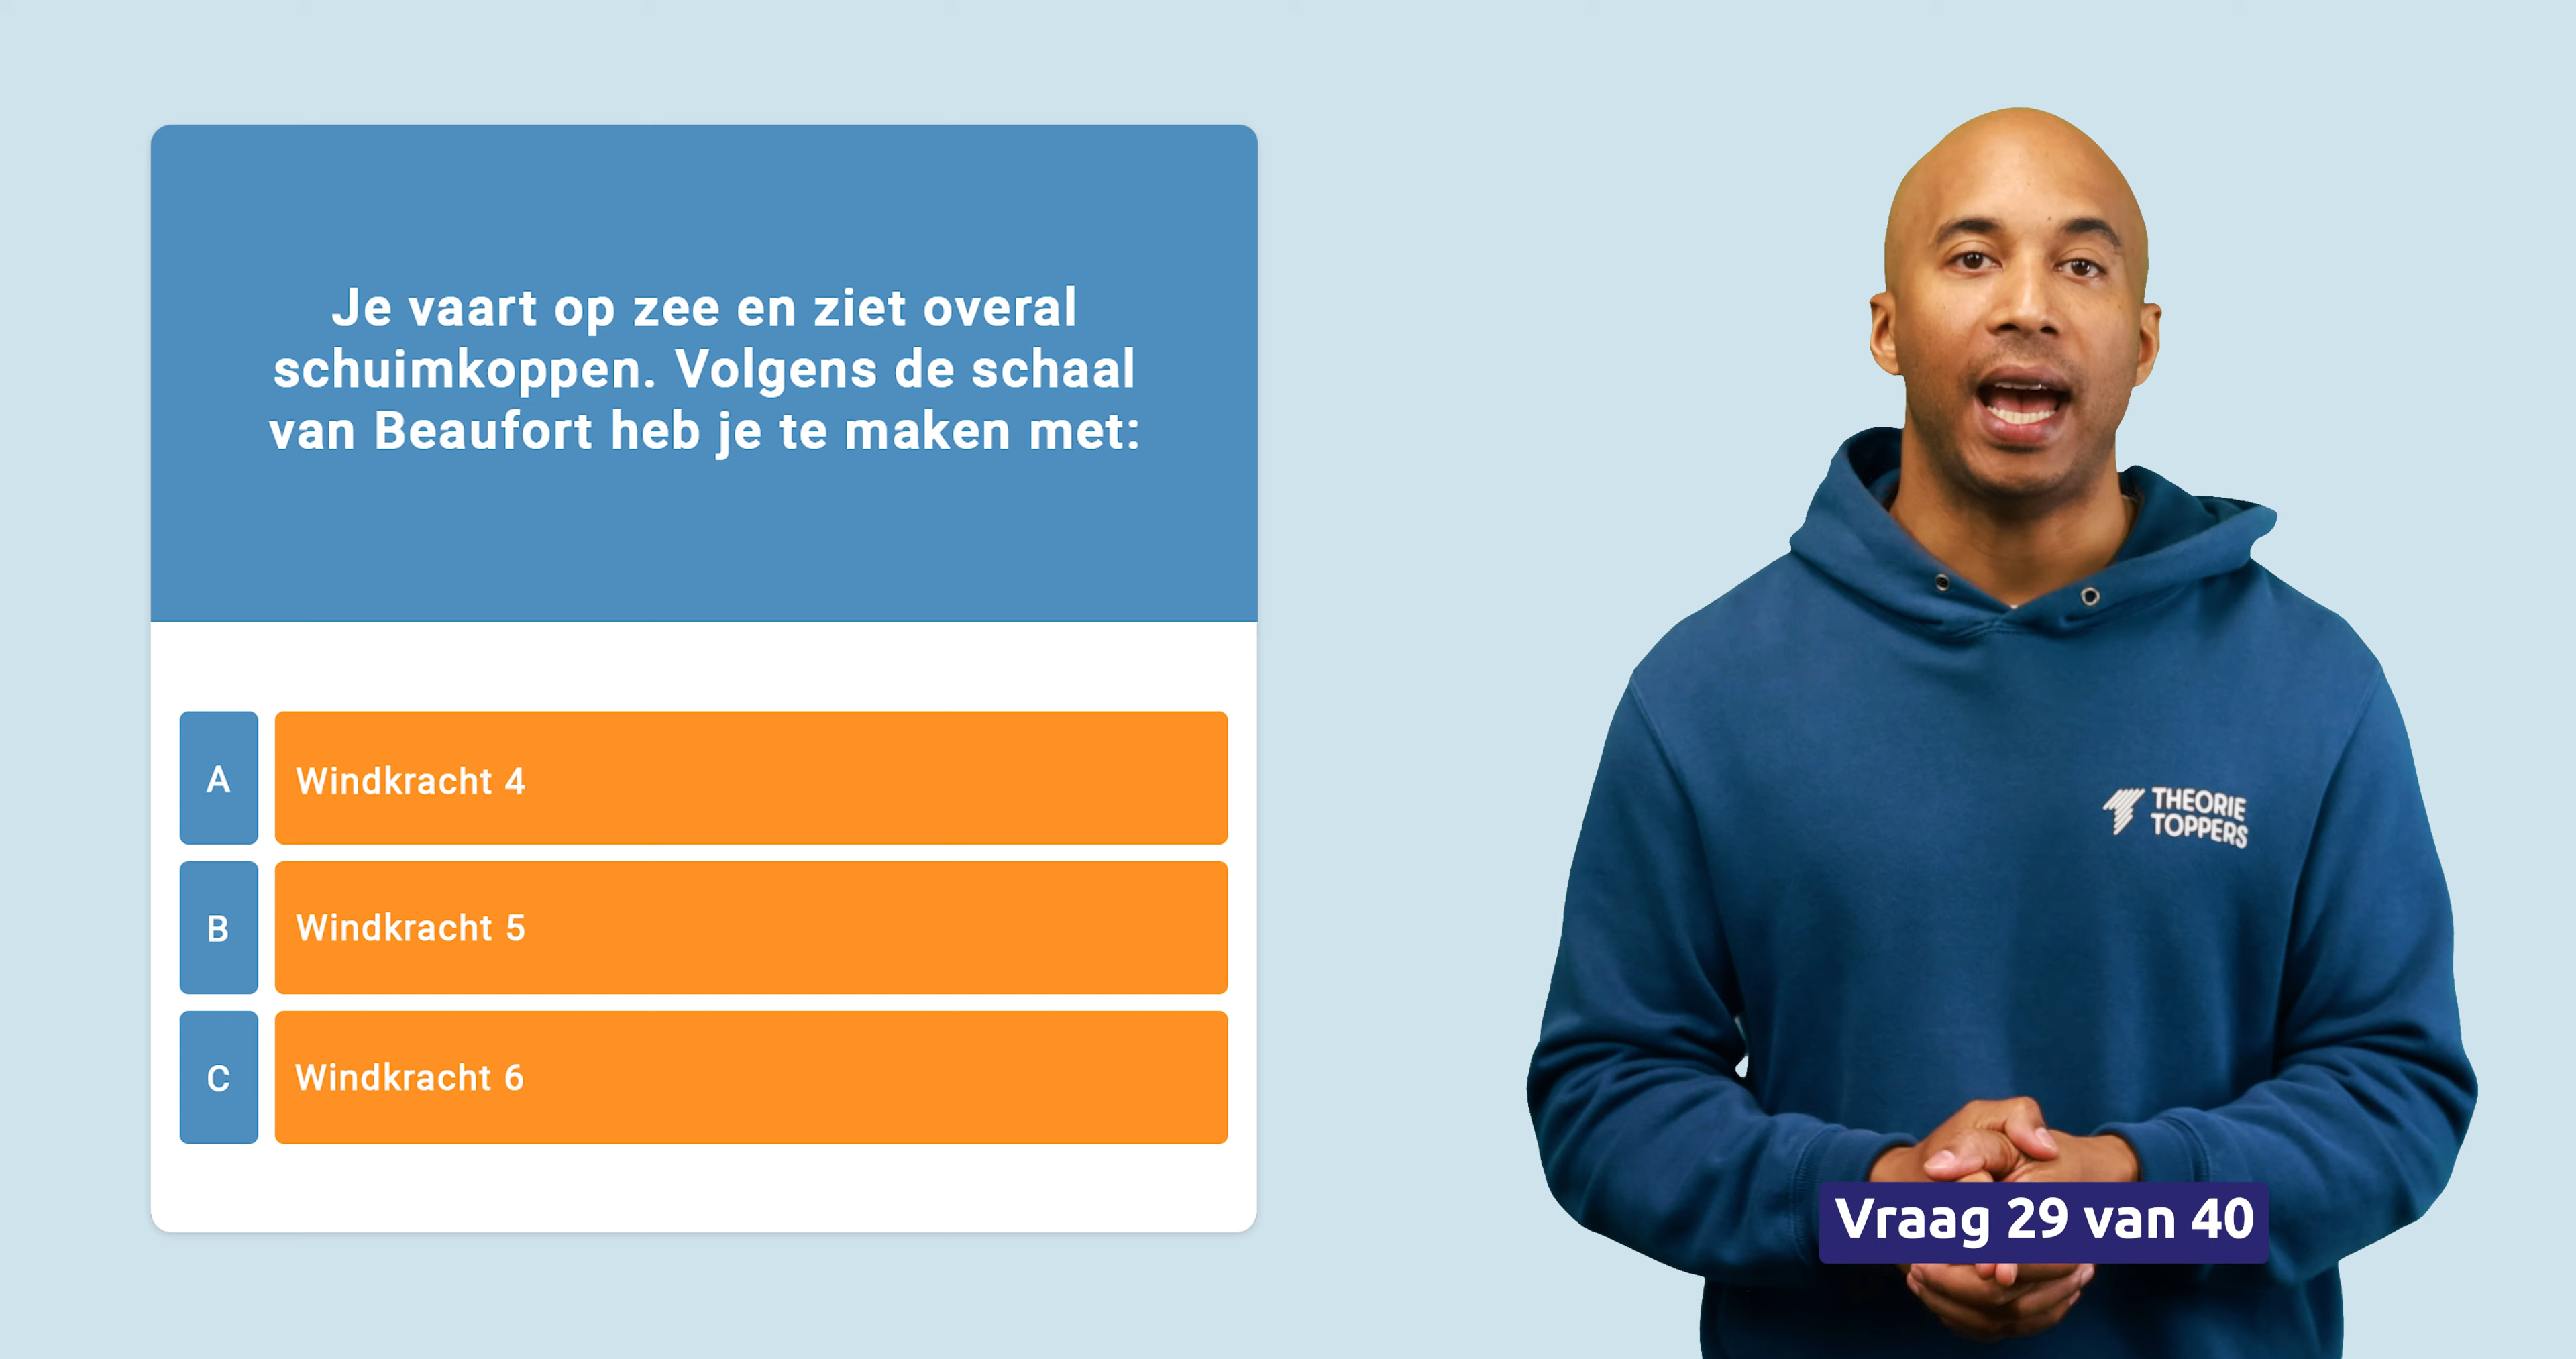 Je vaart op zee en ziet overal
schuimkoppen. Volgens de schaal
van Beaufort heb je te maken met:
A
Windkracht 4
B
Windkracht 5
C
Windkracht 6
THEORIE
TOPPERS
Vraag 29 van 40